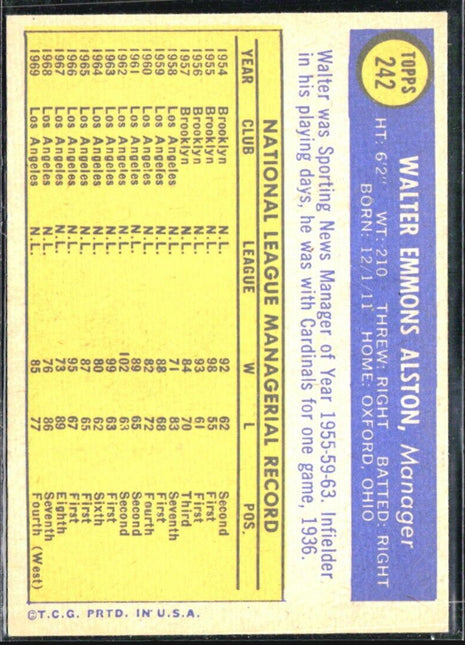 TOPPS
242
WALTER EMMONS ALSTON, Manager
HT: 6'2" WT: 210 THREW: RIGHT BATTED: RIGHT
BORN: 12/1/11 HOME: OXFORD, OHIO
Walter was Sporting News Manager of Year 1955-59-63. Infielder
in his playing days, he was with Cardinals for one game, 1936.
NATIONAL LEAGUE MANAGERIAL RECORD
YEAR CLUB LEAGUE W L POS.
1954 Brooklyn N.L. 92 62 Second
1955 Brooklyn N.L. 98 55 First
1956 Brooklyn N.L. 93 61 First
1957 Brooklyn N.L. 84 70 Third
1958 Los Angeles N.L. 71 83 Seventh
1959 Los Angeles N.L. 88 68 First
1960 Los Angeles N.L. 82 72 Fourth
1961 Los Angeles N.L. 89 65 Second
1962 Los Angeles N.L. 102 63 Second
1963 Los Angeles N.L. 99 63 First
1964 Los Angeles N.L. 80 62 Sixth
1965 Los Angeles N.L. 87 65 First
1966 Los Angeles N.L. 95 67 First
1967 Los Angeles N.L. 73 89 Eighth
1968 Los Angeles N.L. 76 86 Seventh
1969 Los Angeles N.L. 85 77 Fourth (West)
©T.C.G. PRTD. IN U.S.A.